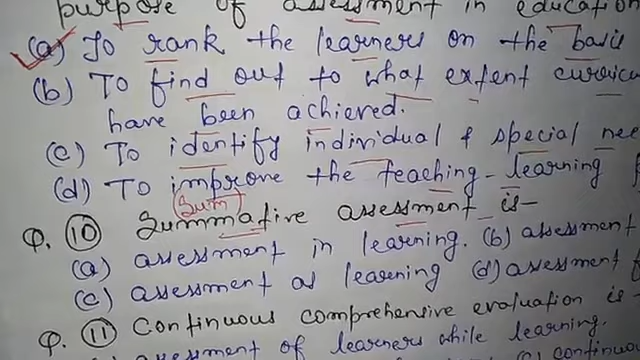 purpose of assessment in education
(a) To rank the learners on the basis
(b) To find out to what extent curricu
have been achieved.
(c) To identify individual & special nee
(d) To improve the teaching-learning
(Sum)
Q. (10) Summative assessment is-
(a) assessment in learning. (b) assessment
(c) assessment as learning (d) assessment
Q. (11) Continuous comprehensive evaluation is-
assessment of learners while learning.
continuou